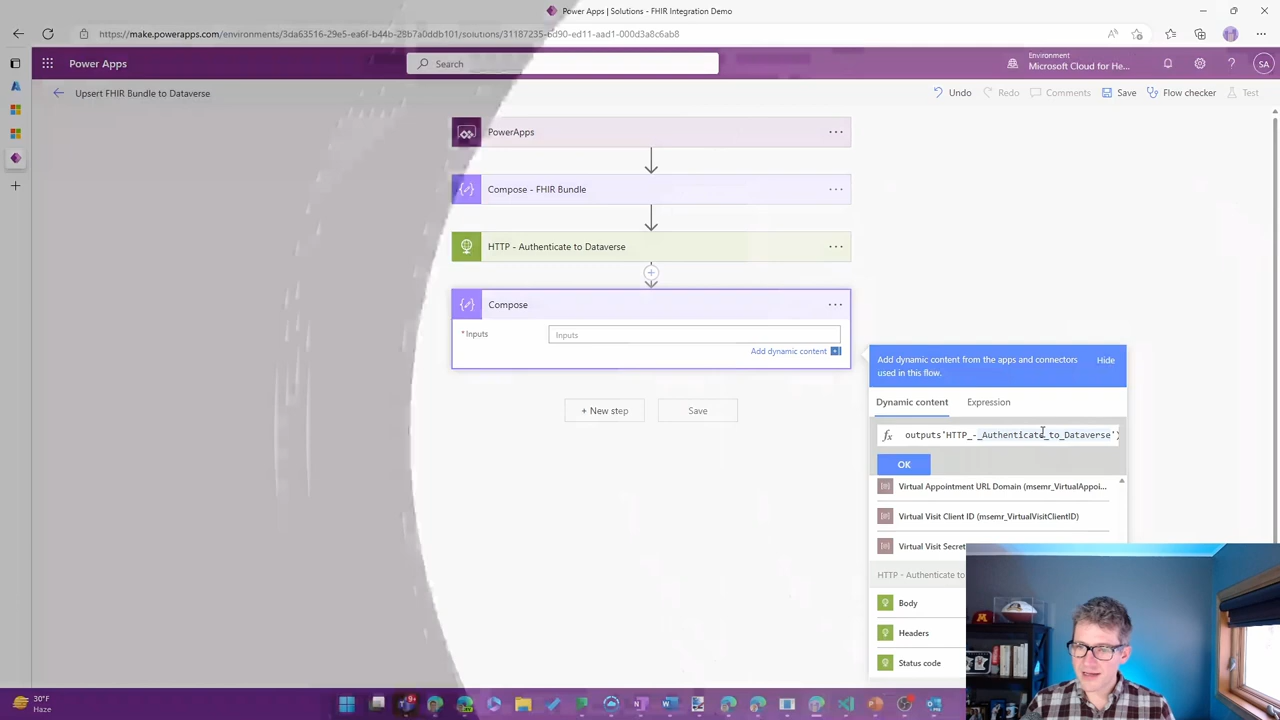 Power Apps | Solutions - FHIR Integration Demo
https://make.powerapps.com/environments/3da63516-29e5-ea6f-b44b-28b7a0ddb101/solutions/31187235-6d90-ed11-aad1-000d3a8c6ab8
Power Apps
Search
Environment
Microsoft Cloud for He...
SA
Upsert FHIR Bundle to Dataverse
Undo
Redo
Comments
Save
Flow checker
Test
PowerApps
Compose - FHIR Bundle
HTTP - Authenticate to Dataverse
Compose
* Inputs
Inputs
Add dynamic content
Add dynamic content from the apps and connectors
used in this flow.
Hide
Dynamic content
Expression
fx
outputs'HTTP_-_Authenticate_to_Dataverse')
OK
Virtual Appointment URL Domain (msemr_VirtualAppoi...
Virtual Visit Client ID (msemr_VirtualVisitClientID)
Virtual Visit Secret
HTTP - Authenticate to
Body
Headers
Status code
+ New step
Save
30°F
Haze